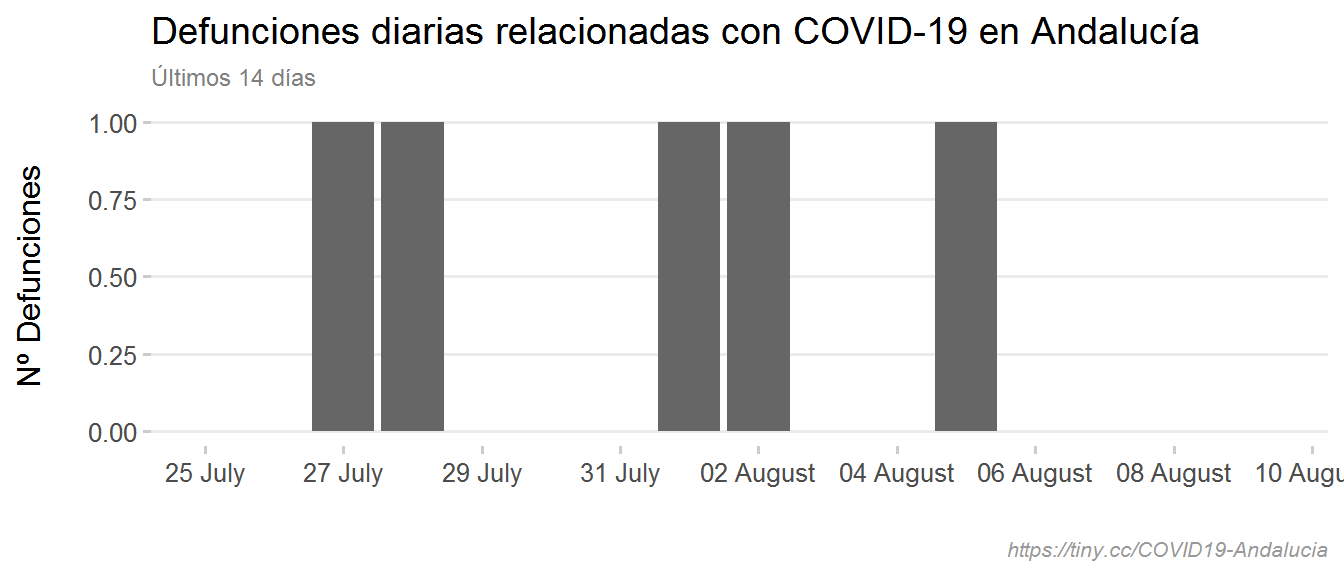 Defunciones diarias relacionadas con COVID-19 en Andalucía
Últimos 14 días
Nº Defunciones
1.00
0.75
0.50
0.25
0.00
25 July 27 July 29 July 31 July 02 August 04 August 06 August 08 August 10 Augu
https://tiny.cc/COVID19-Andalucia